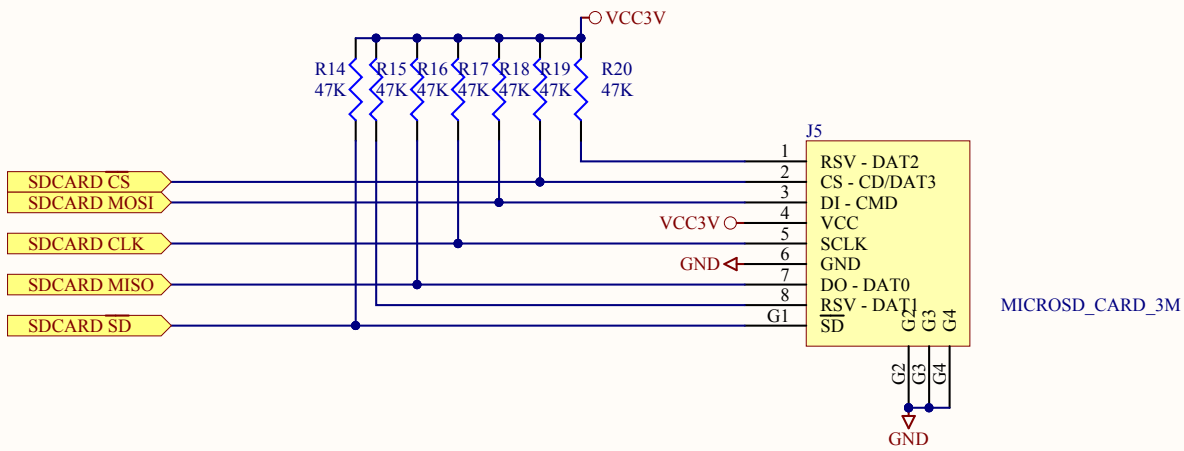 VCC3V
R14 R15 R16 R17 R18 R19 R20
47K 47K 47K 47K 47K 47K 47K
J5
1 RSV - DAT2
SDCARD CS 2 CS - CD/DAT3
SDCARD MOSI 3 DI - CMD
VCC3V 4 VCC
SDCARD CLK 5 SCLK
GND 6 GND
SDCARD MISO 7 DO - DAT0
8 RSV - DAT1
SDCARD SD G1 SD
G2 G3 G4
MICROSD_CARD_3M
G2 G3 G4
GND